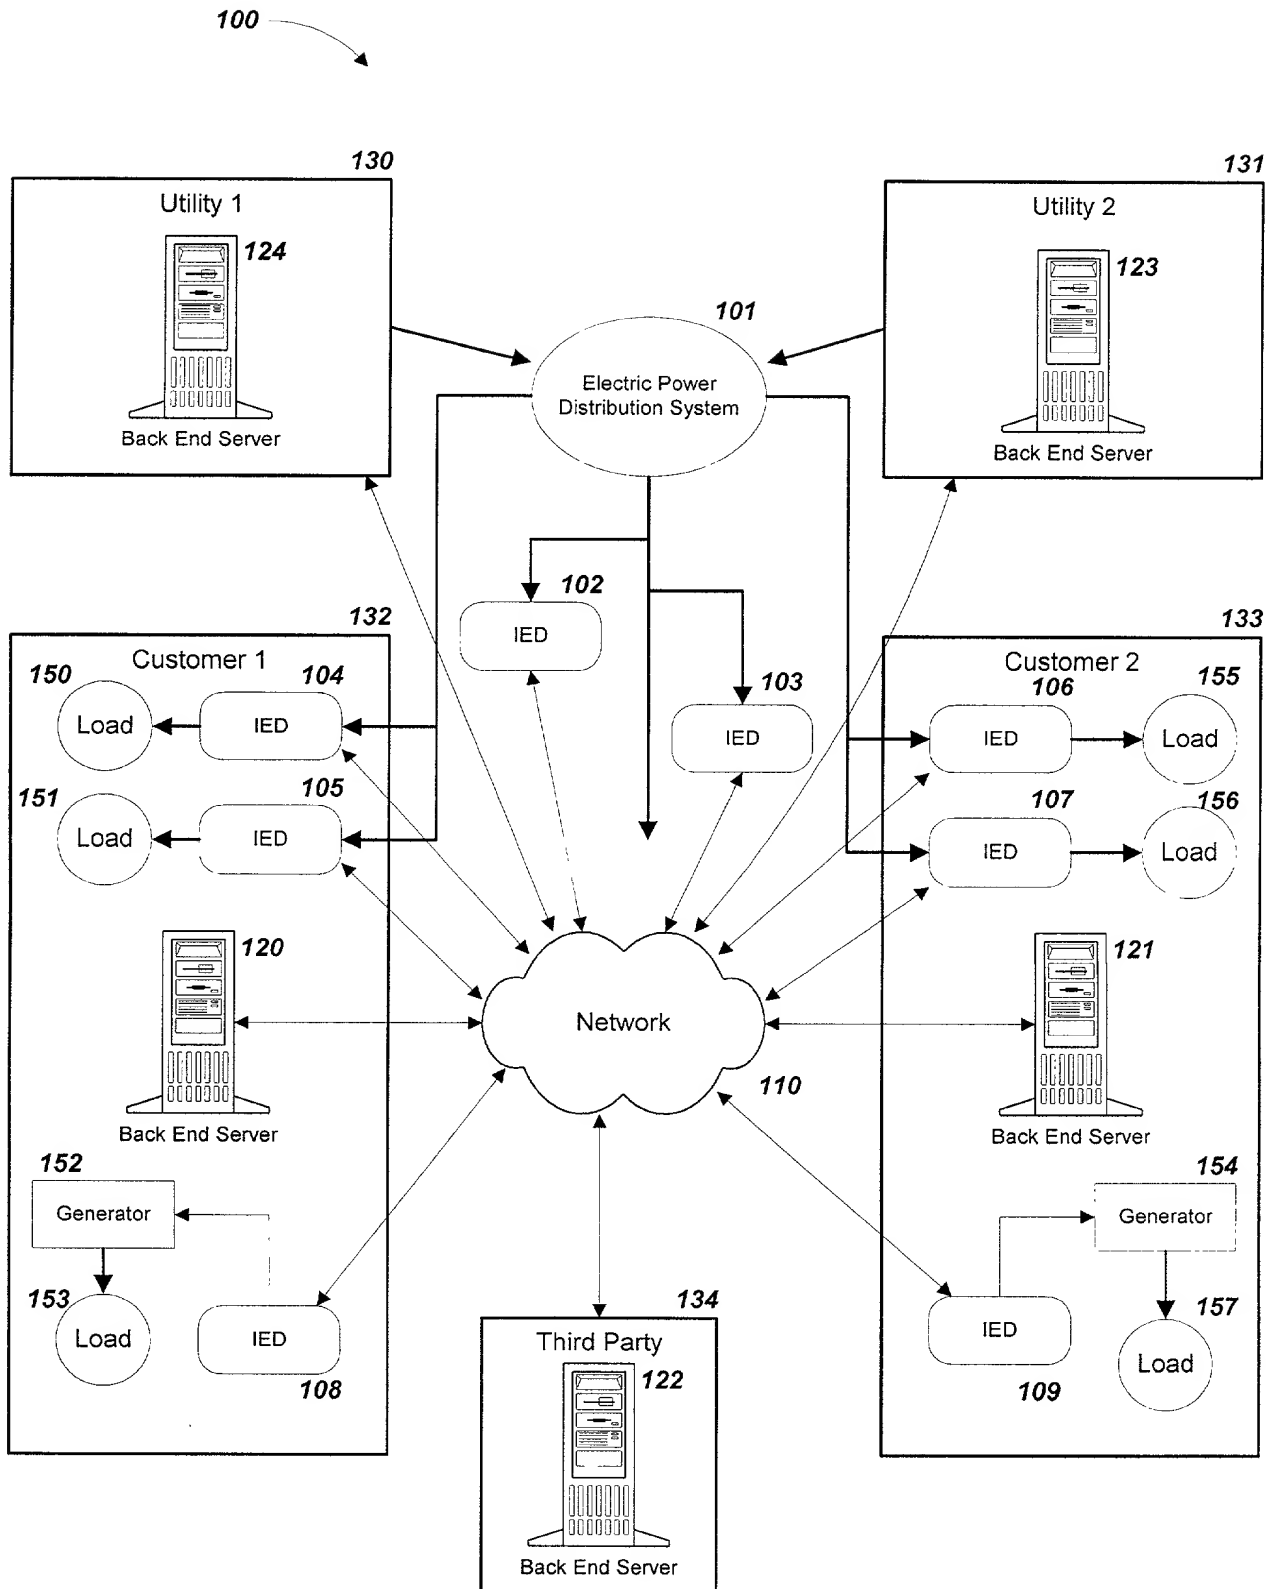 100
130
131
Utility 1
Utility 2
124
123
101
Electric Power
Distribution System
Back End Server
Back End Server
102
132
133
IED
Customer 1
Customer 2
150
104
103
106
155
Load
IED
IED
IED
Load
151
105
107
156
Load
IED
IED
Load
120
121
Network
110
Back End Server
Back End Server
152
154
Generator
Generator
153
134
157
Load
IED
Third Party
IED
Load
108
122
109
Back End Server